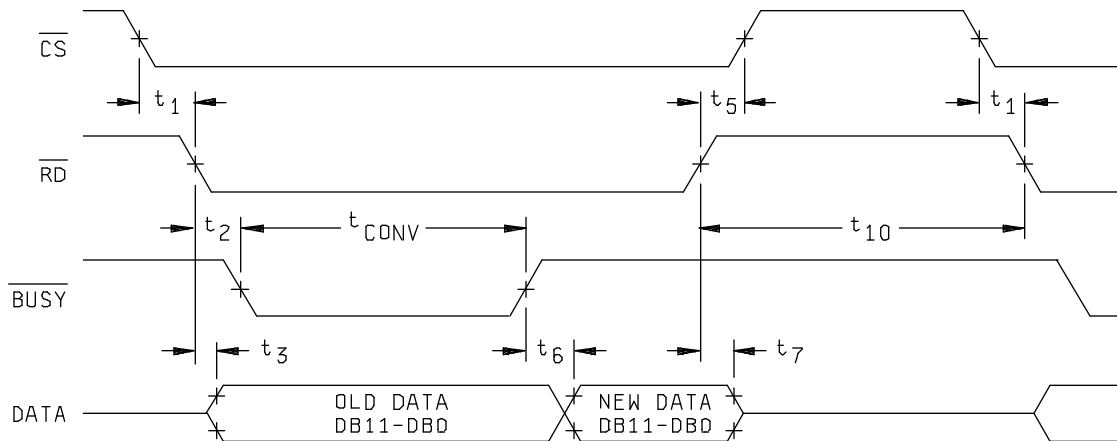 CS
t1
t5
t1
RD
t2
tCONV
t10
BUSY
t3
t6
t7
DATA
OLD DATA
DB11-DB0
NEW DATA
DB11-DB0